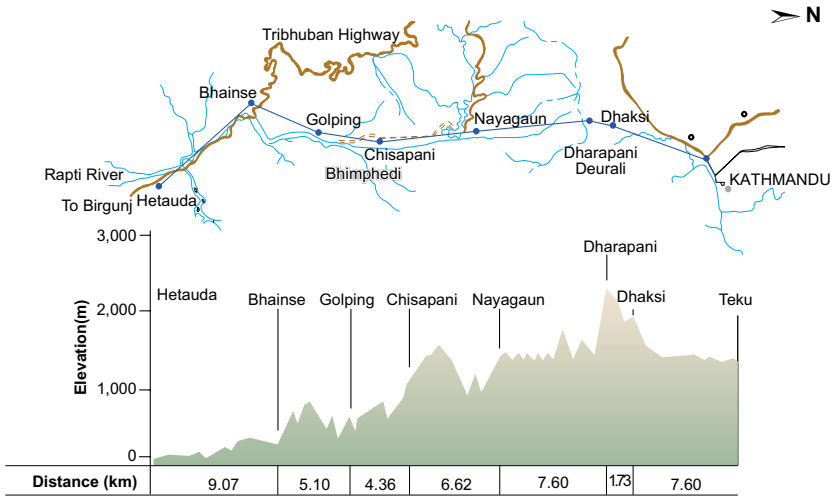 N
Tribhuban Highway
Bhainse
Golping
Nayagaun
Dhaksi
Chisapani
Dharapani
Deurali
Bhimphedi
Rapti River
KATHMANDU
To Birgunj
Hetauda
3,000
Dharapani
Hetauda
Bhainse
Golping
Chisapani
Nayagaun
Dhaksi
Teku
2,000
Elevation(m)
1,000
0
Distance (km)
9.07
5.10
4.36
6.62
7.60
1.73
7.60